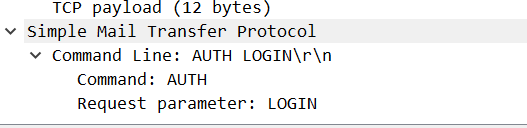 TCP payload (12 bytes)
Simple Mail Transfer Protocol
Command Line: AUTH LOGIN\r\n
Command: AUTH
Request parameter: LOGIN